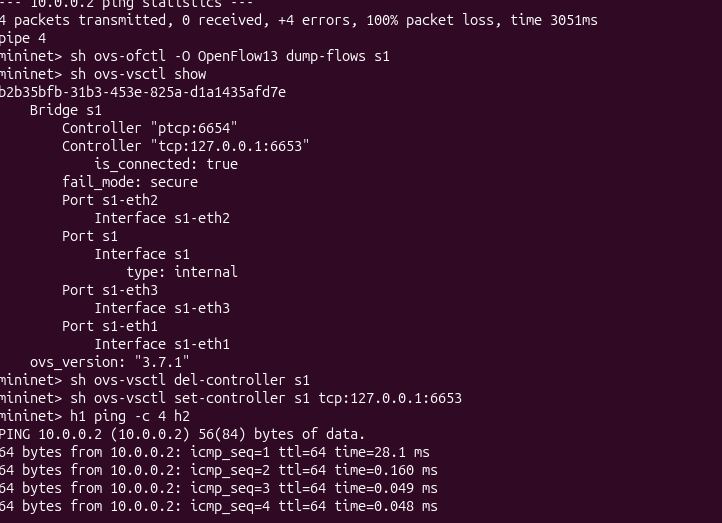 --- 10.0.0.2 ping statistics ---
4 packets transmitted, 0 received, +4 errors, 100% packet loss, time 3051ms
pipe 4
mininet> sh ovs-ofctl -O OpenFlow13 dump-flows s1
mininet> sh ovs-vsctl show
b2b35bfb-31b3-453e-825a-d1a1435afd7e
    Bridge s1
        Controller "ptcp:6654"
        Controller "tcp:127.0.0.1:6653"
            is_connected: true
        fail_mode: secure
        Port s1-eth2
            Interface s1-eth2
        Port s1
            Interface s1
                type: internal
        Port s1-eth3
            Interface s1-eth3
        Port s1-eth1
            Interface s1-eth1
    ovs_version: "3.7.1"
mininet> sh ovs-vsctl del-controller s1
mininet> sh ovs-vsctl set-controller s1 tcp:127.0.0.1:6653
mininet> h1 ping -c 4 h2
PING 10.0.0.2 (10.0.0.2) 56(84) bytes of data.
64 bytes from 10.0.0.2: icmp_seq=1 ttl=64 time=28.1 ms
64 bytes from 10.0.0.2: icmp_seq=2 ttl=64 time=0.160 ms
64 bytes from 10.0.0.2: icmp_seq=3 ttl=64 time=0.049 ms
64 bytes from 10.0.0.2: icmp_seq=4 ttl=64 time=0.048 ms